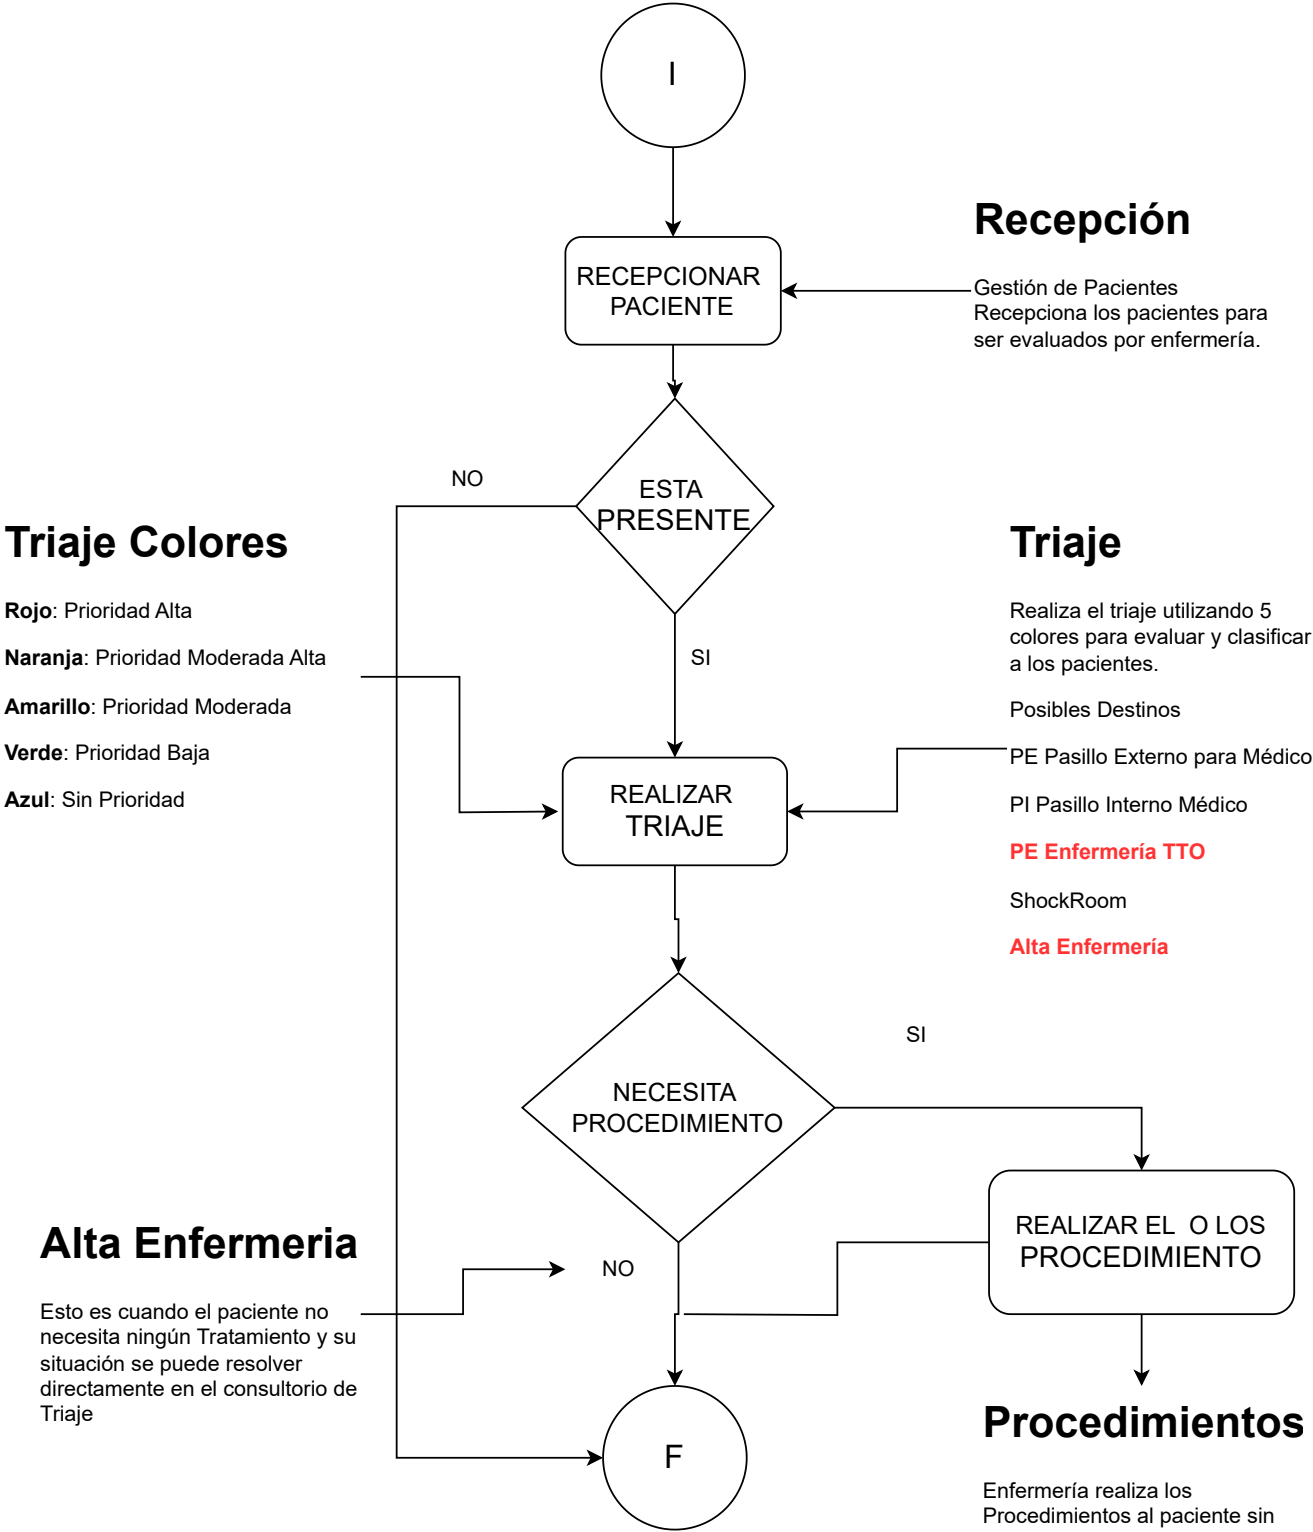 I
Recepción
RECEPCIONAR
PACIENTE
Gestión de Pacientes
Recepciona los pacientes para
ser evaluados por enfermería.
NO
ESTA
PRESENTE
Triaje Colores
Rojo: Prioridad Alta
Naranja: Prioridad Moderada Alta
Amarillo: Prioridad Moderada
Verde: Prioridad Baja
Azul: Sin Prioridad
SI
Triaje
Realiza el triaje utilizando 5
colores para evaluar y clasificar
a los pacientes.
Posibles Destinos
PE Pasillo Externo para Médico
PI Pasillo Interno Médico
PE Enfermería TTO
ShockRoom
Alta Enfermería
REALIZAR
TRIAJE
SI
NECESITA
PROCEDIMIENTO
REALIZAR EL  O LOS
PROCEDIMIENTO
Alta Enfermeria
NO
Esto es cuando el paciente no
necesita ningún Tratamiento y su
situación se puede resolver
directamente en el consultorio de
Triaje
F
Procedimientos
Enfermería realiza los
Procedimientos al paciente sin